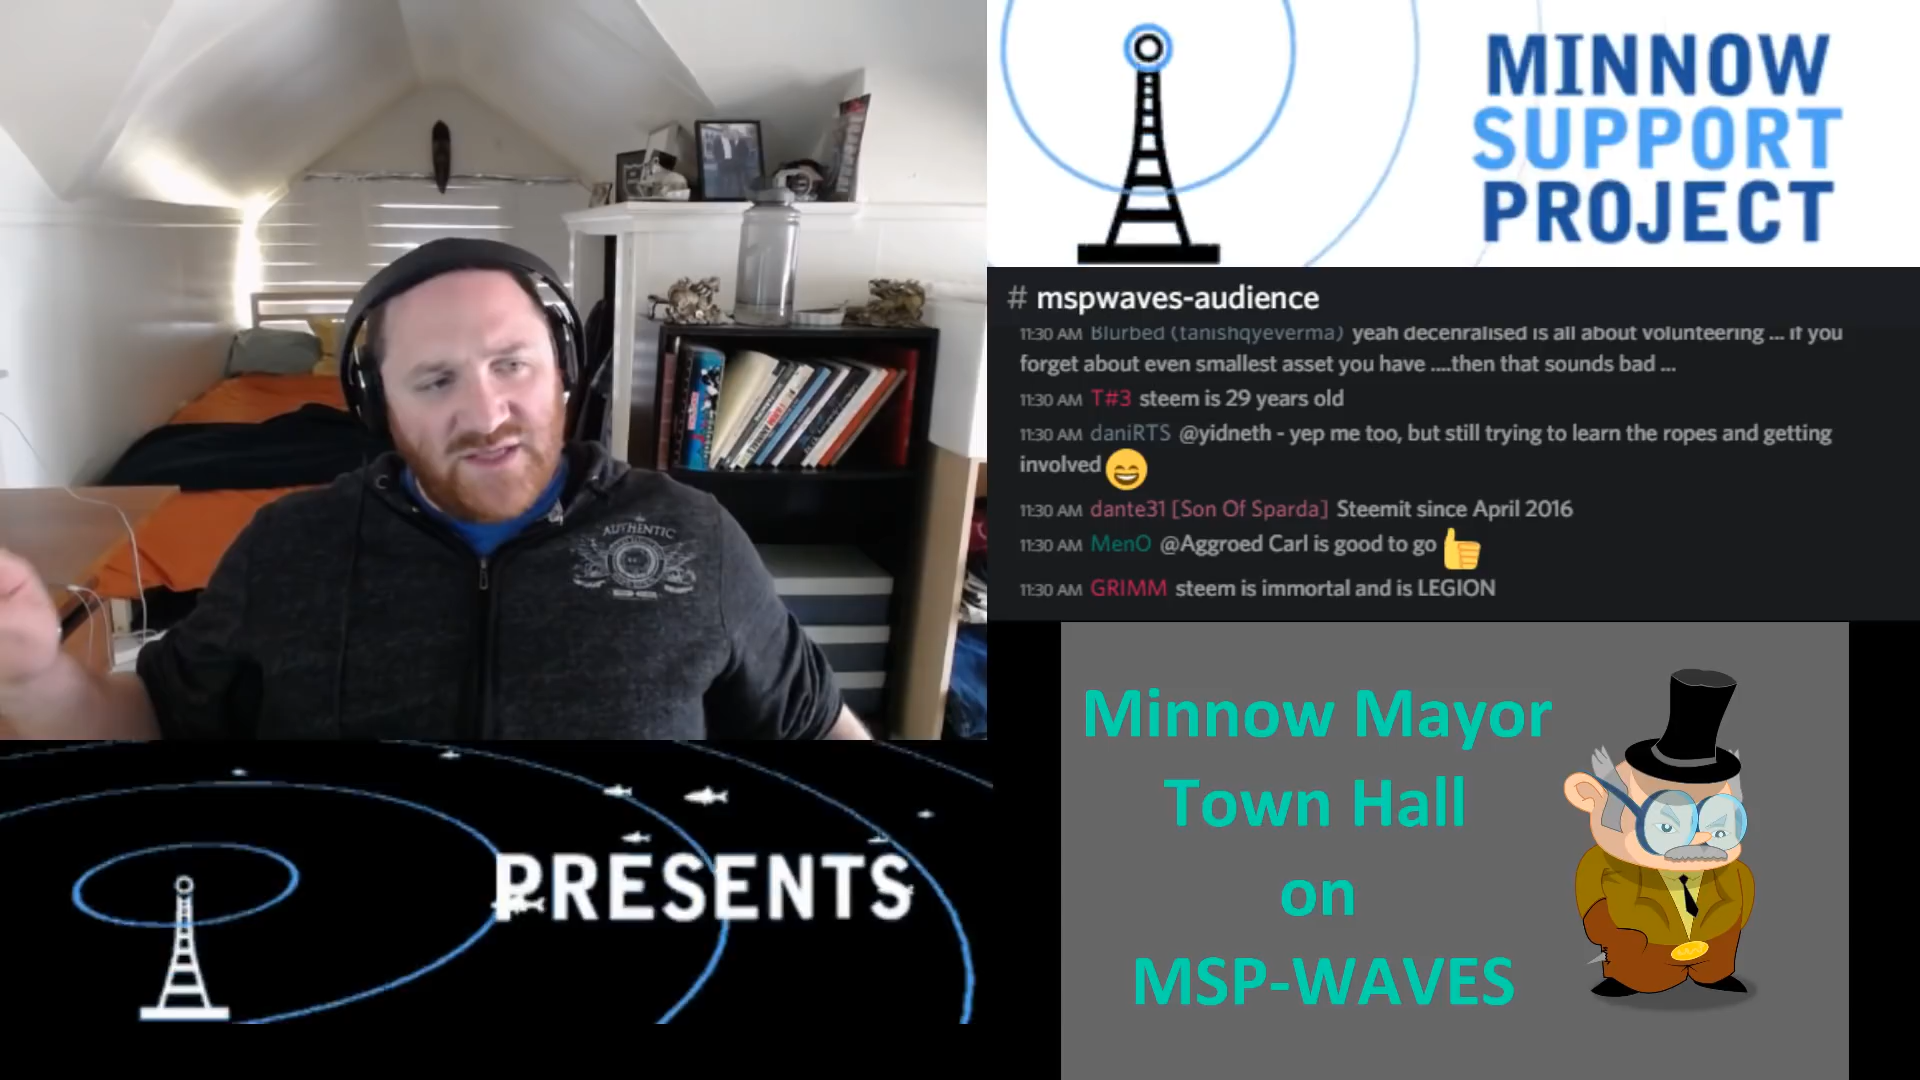 AUTHENTIC
MINNOW
SUPPORT
PROJECT
# mspwaves-audience
11:30 AM Blurbed (tanishqyeverma) yeah decenralised is all about volunteering ... if you
forget about even smallest asset you have ....then that sounds bad ...
11:30 AM T#3 steem is 29 years old
11:30 AM daniRTS @yidneth - yep me too, but still trying to learn the ropes and getting
involved 😄
11:30 AM dante31 [Son Of Sparda] Steemit since April 2016
11:30 AM MenO @Aggroed Carl is good to go 👍
11:30 AM GRIMM steem is immortal and is LEGION
PRESENTS
Minnow Mayor
Town Hall
on
MSP-WAVES